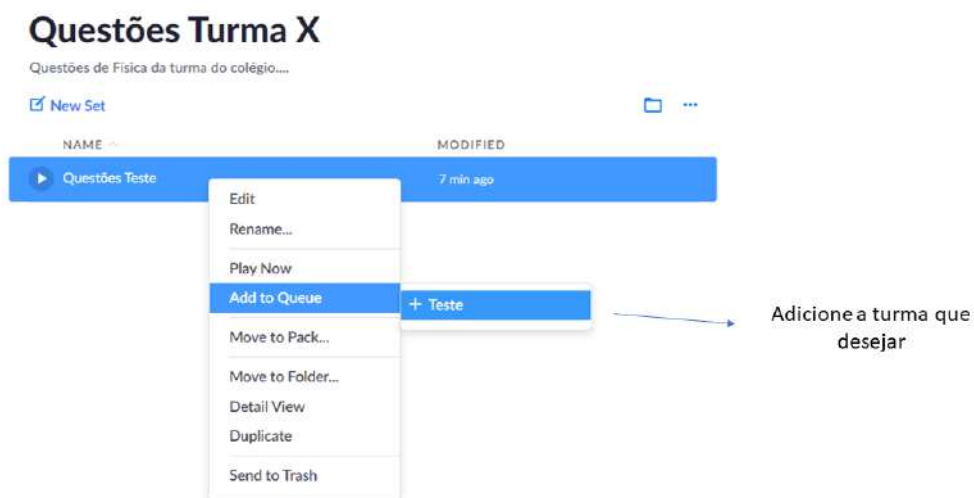 Questões Turma X
Questões de Física da turma do colégio....
New Set
NAME
MODIFIED
Questões Teste
7 min ago
Edit
Rename...
Play Now
Add to Queue
+ Teste
Move to Pack...
Move to Folder...
Detail View
Duplicate
Send to Trash
Adicione a turma que
desejar